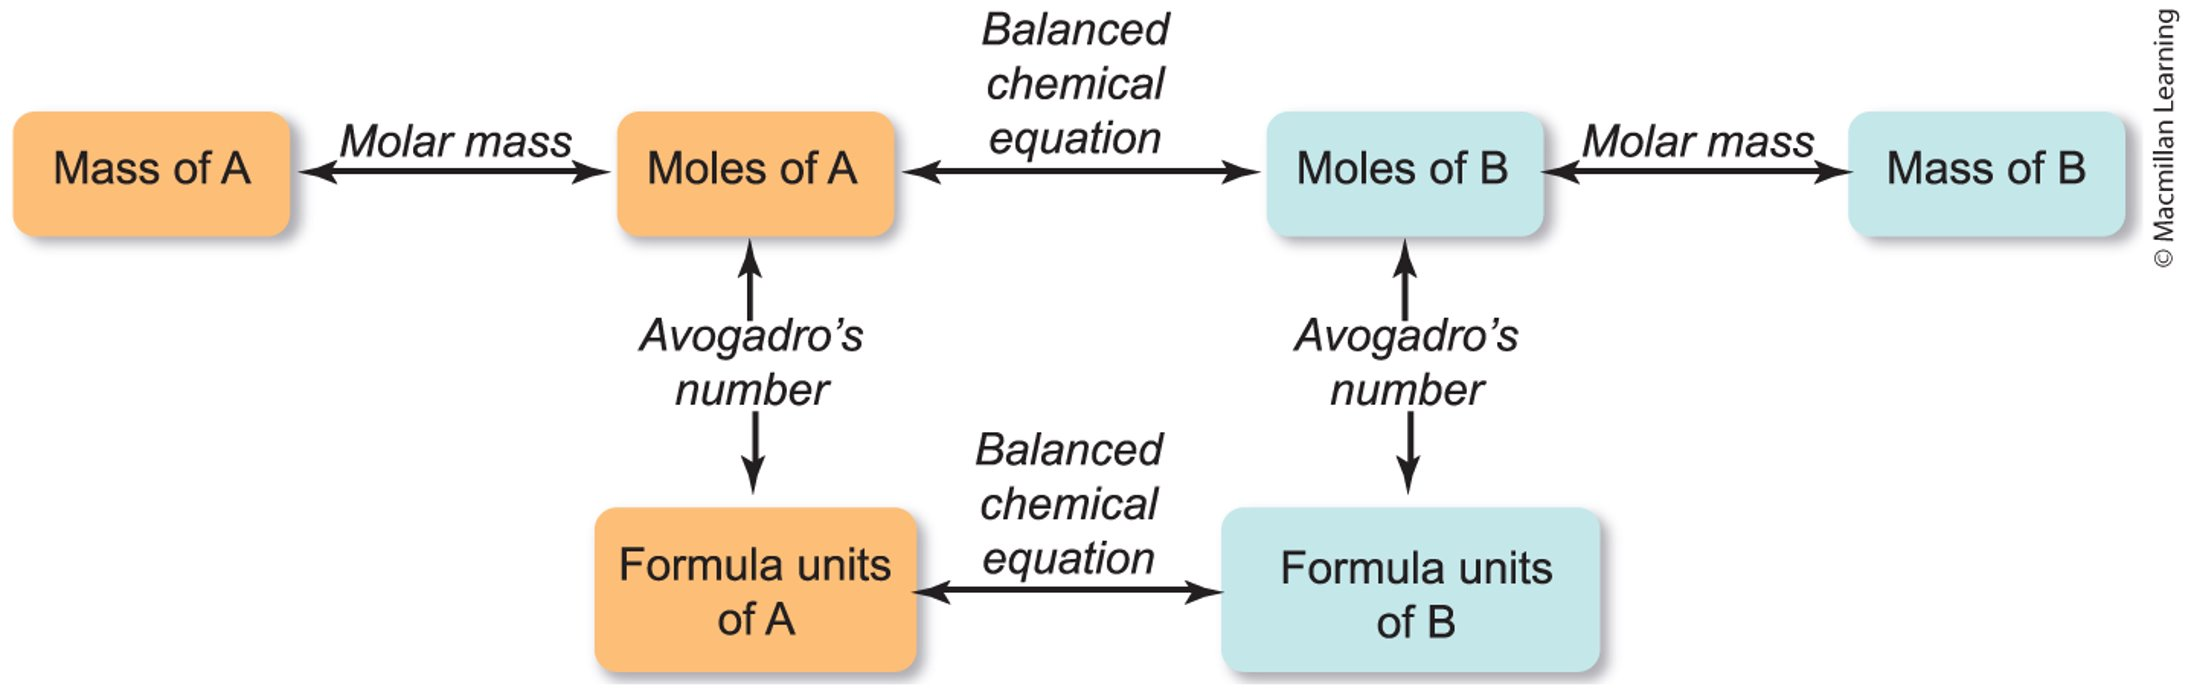 Balanced
chemical
equation
Mass of A
Molar mass
Moles of A
Moles of B
Molar mass
Mass of B
© Macmillan Learning
Avogadro’s
number
Avogadro’s
number
Balanced
chemical
equation
Formula units
of A
Formula units
of B